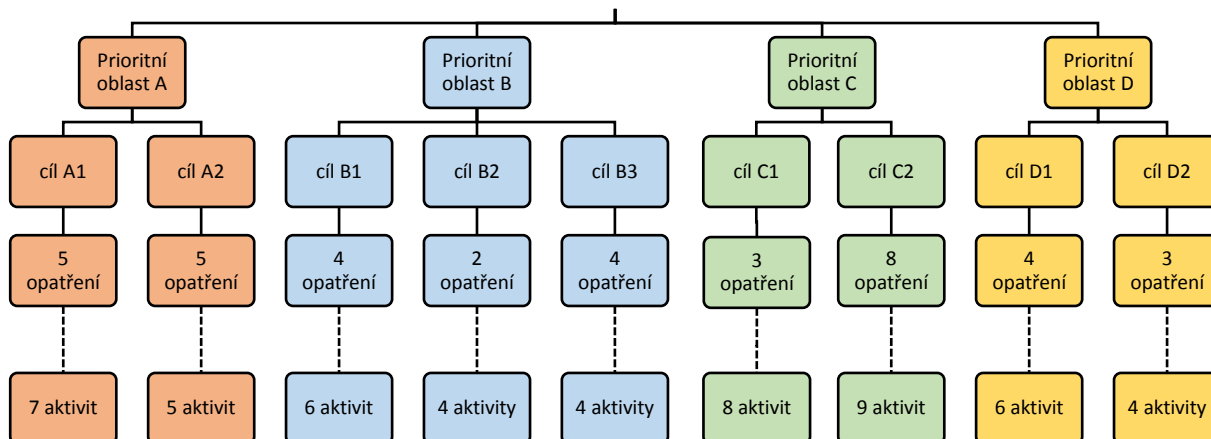 Prioritní
oblast A
Prioritní
oblast B
Prioritní
oblast C
Prioritní
oblast D
cíl A1
cíl A2
cíl B1
cíl B2
cíl B3
cíl C1
cíl C2
cíl D1
cíl D2
5
opatření
5
opatření
4
opatření
2
opatření
4
opatření
3
opatření
8
opatření
4
opatření
3
opatření
7 aktivit
5 aktivit
6 aktivit
4 aktivity
4 aktivity
8 aktivit
9 aktivit
6 aktivit
4 aktivity